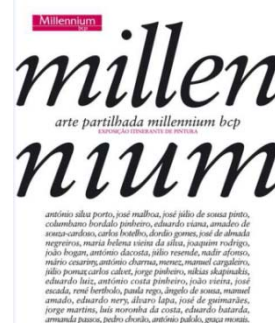 Millennium
bcp
millen
arte partilhada millennium bcp
EXPOSIÇÃO ITINERANTE DE PINTURA
nium
antónio silva porto, josé malhoa, josé júlio de sousa pinto,
columbano bordalo pinheiro, eduardo viana, amadeo de
souza-cardoso, carlos botelho, dordio gomes, josé de almada
negreiros, maria helena vieira da silva, joaquim rodrigo,
joão hogan, antónio dacosta, júlio resende, nadir afonso,
mário cesariny, antónio charrua, menez, manuel cargaleiro,
júlio pomar, carlos calvet, jorge pinheiro, nikias skapinakis,
eduardo luiz, antónio costa pinheiro, joão vieira, josé
escada, rené bertholo, paula rego, ângelo de sousa, manuel
amado, eduardo nery, álvaro lapa, josé de guimarães,
jorge martins, luís noronha da costa, eduardo batarda,
armanda passos, pedro chorão, antónio palolo, graça morais,